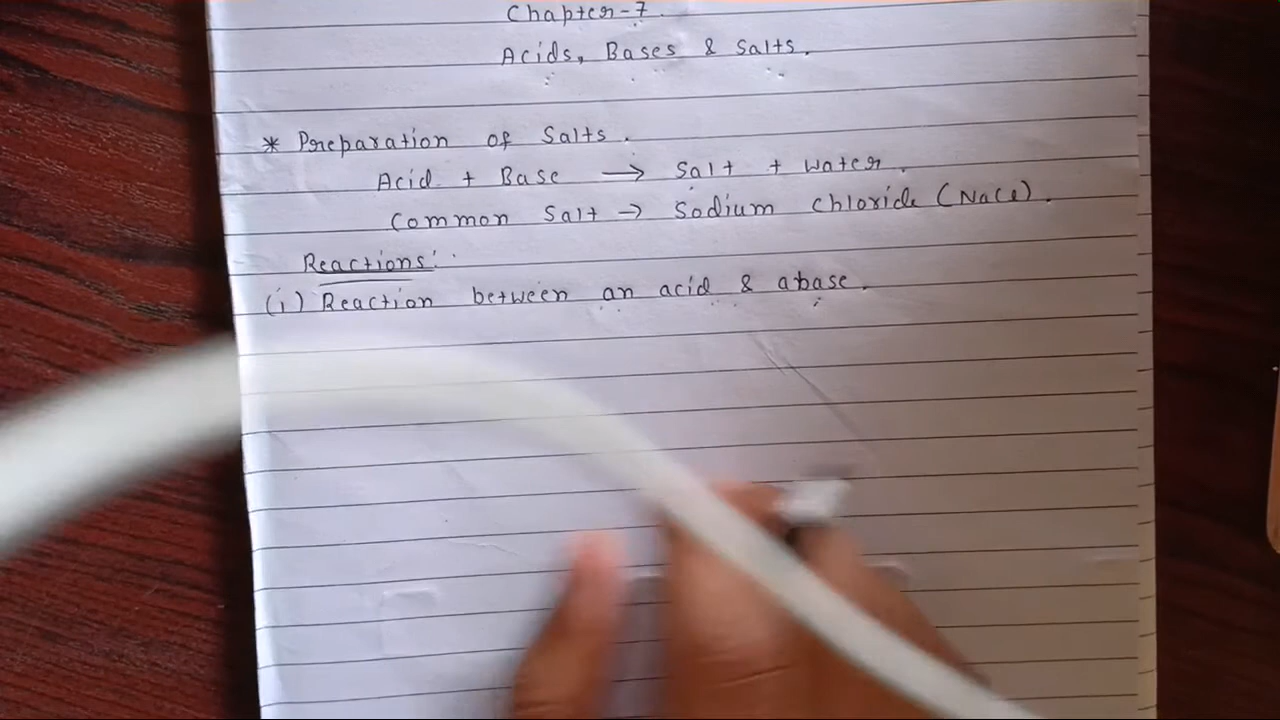 Chapter-7.
Acids, Bases & Salts.
* Preparation of Salts.
Acid + Base → Salt + Water.
Common Salt → Sodium Chloride (NaCl).
Reactions:
(i) Reaction between an acid & abase.